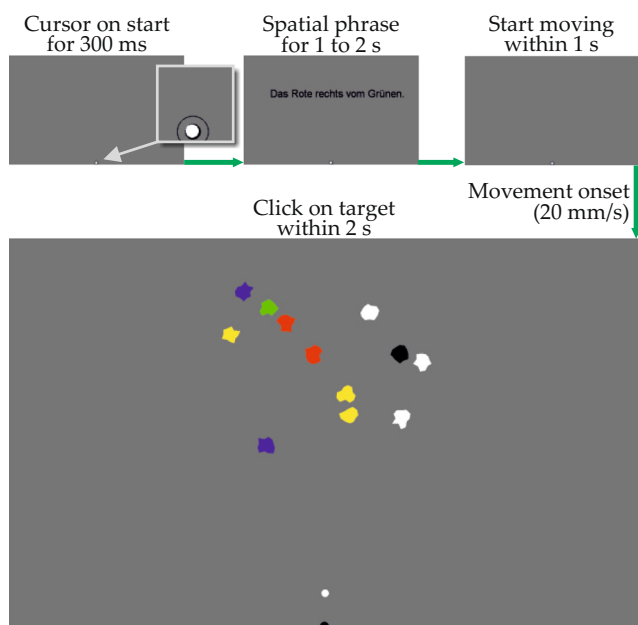 Cursor on start
for 300 ms
Spatial phrase
for 1 to 2 s
Start moving
within 1 s
Das Rote rechts vom Grünen.
Movement onset
(20 mm/s)
Click on target
within 2 s